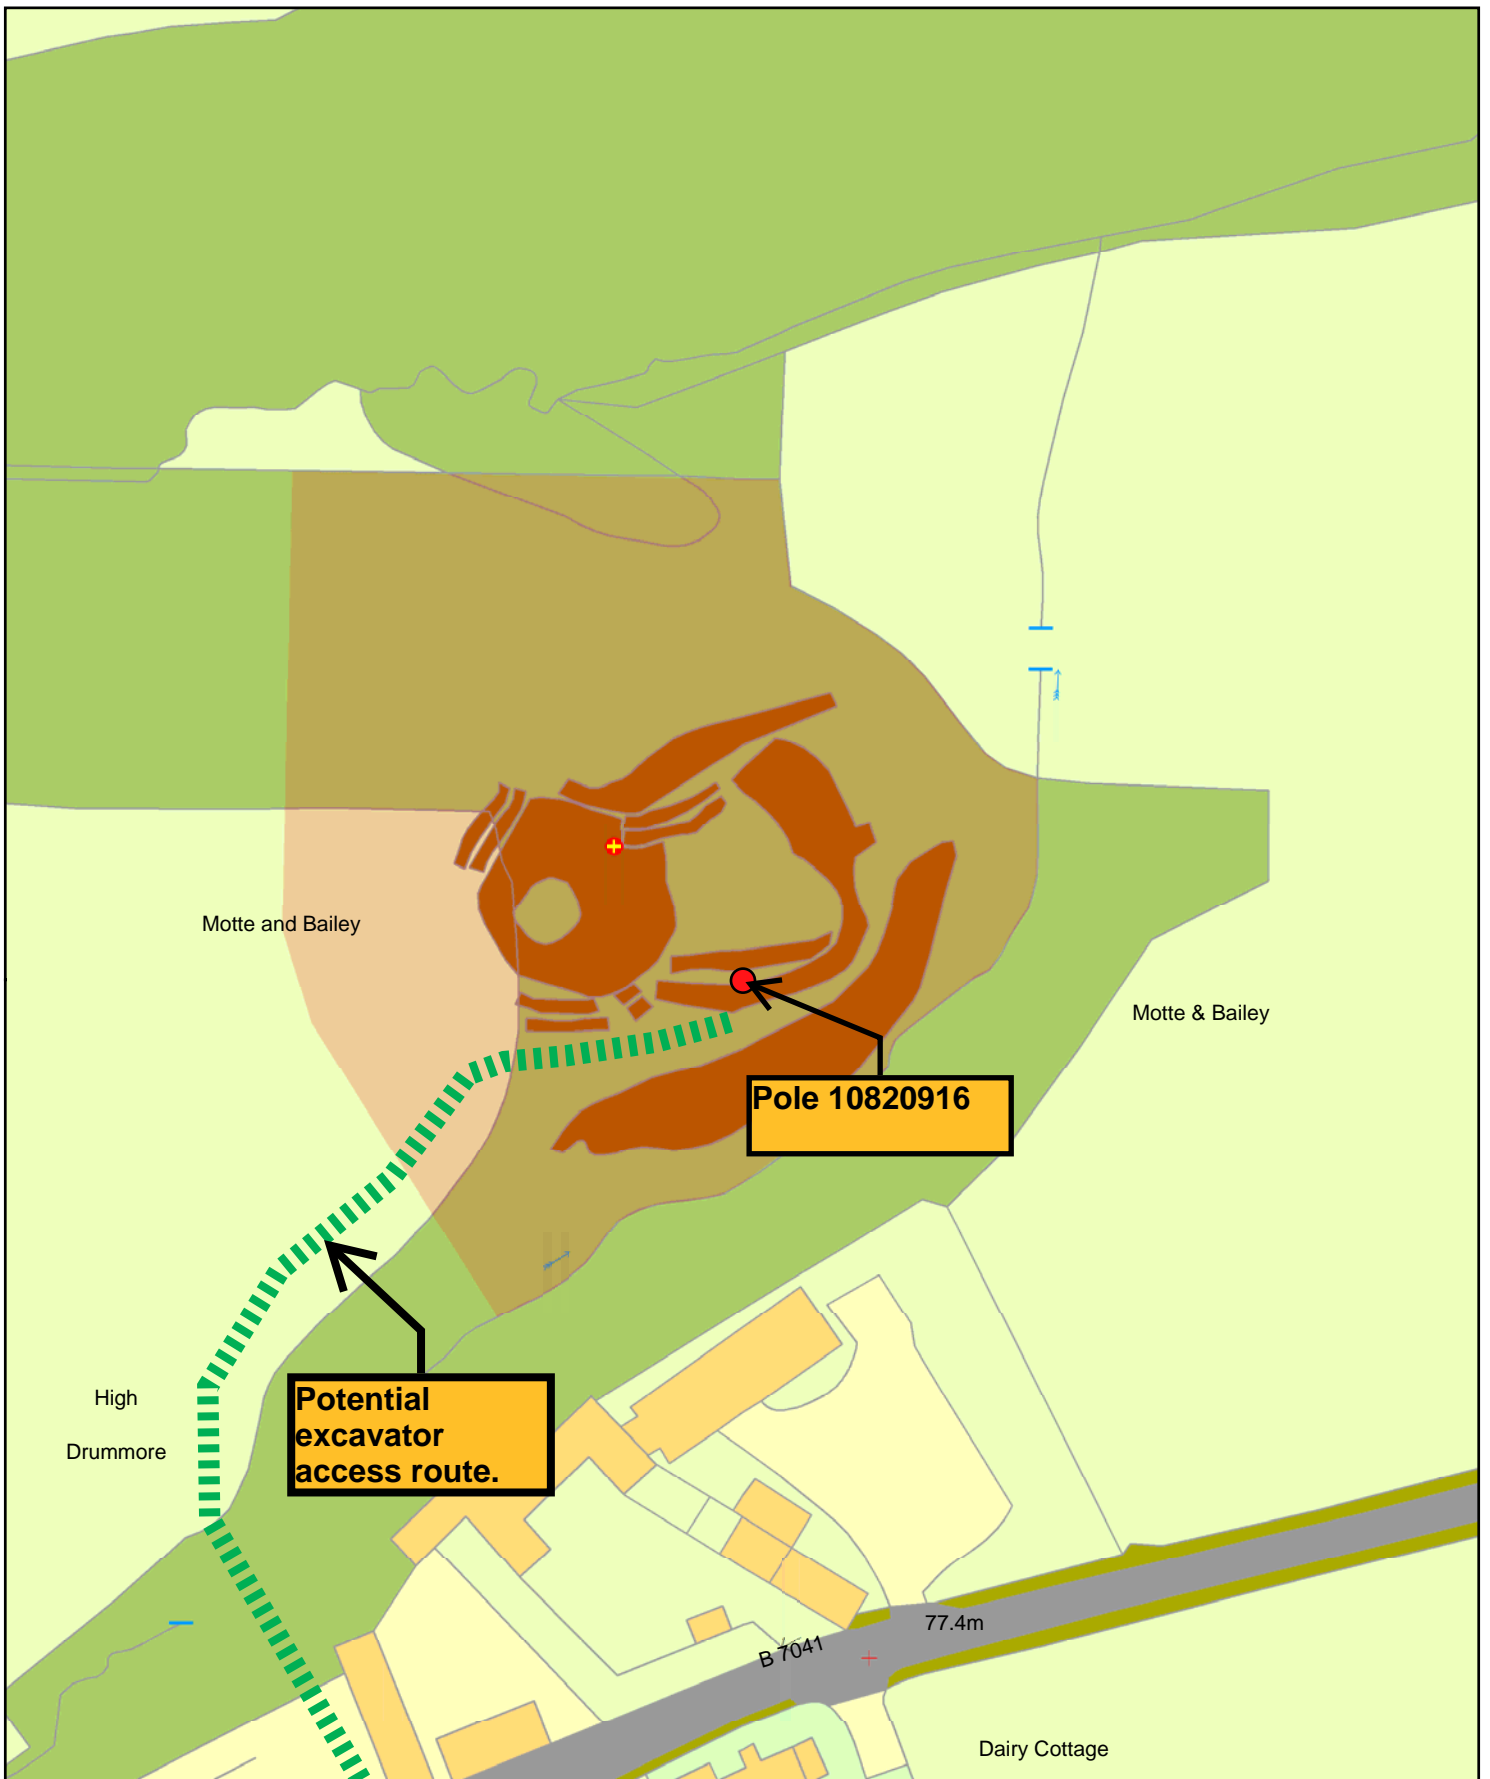 Motte and Bailey
Motte & Bailey
Pole 10820916
Potential
excavator
access route.
High
Drummore
77.4m
B 7041
Dairy Cottage